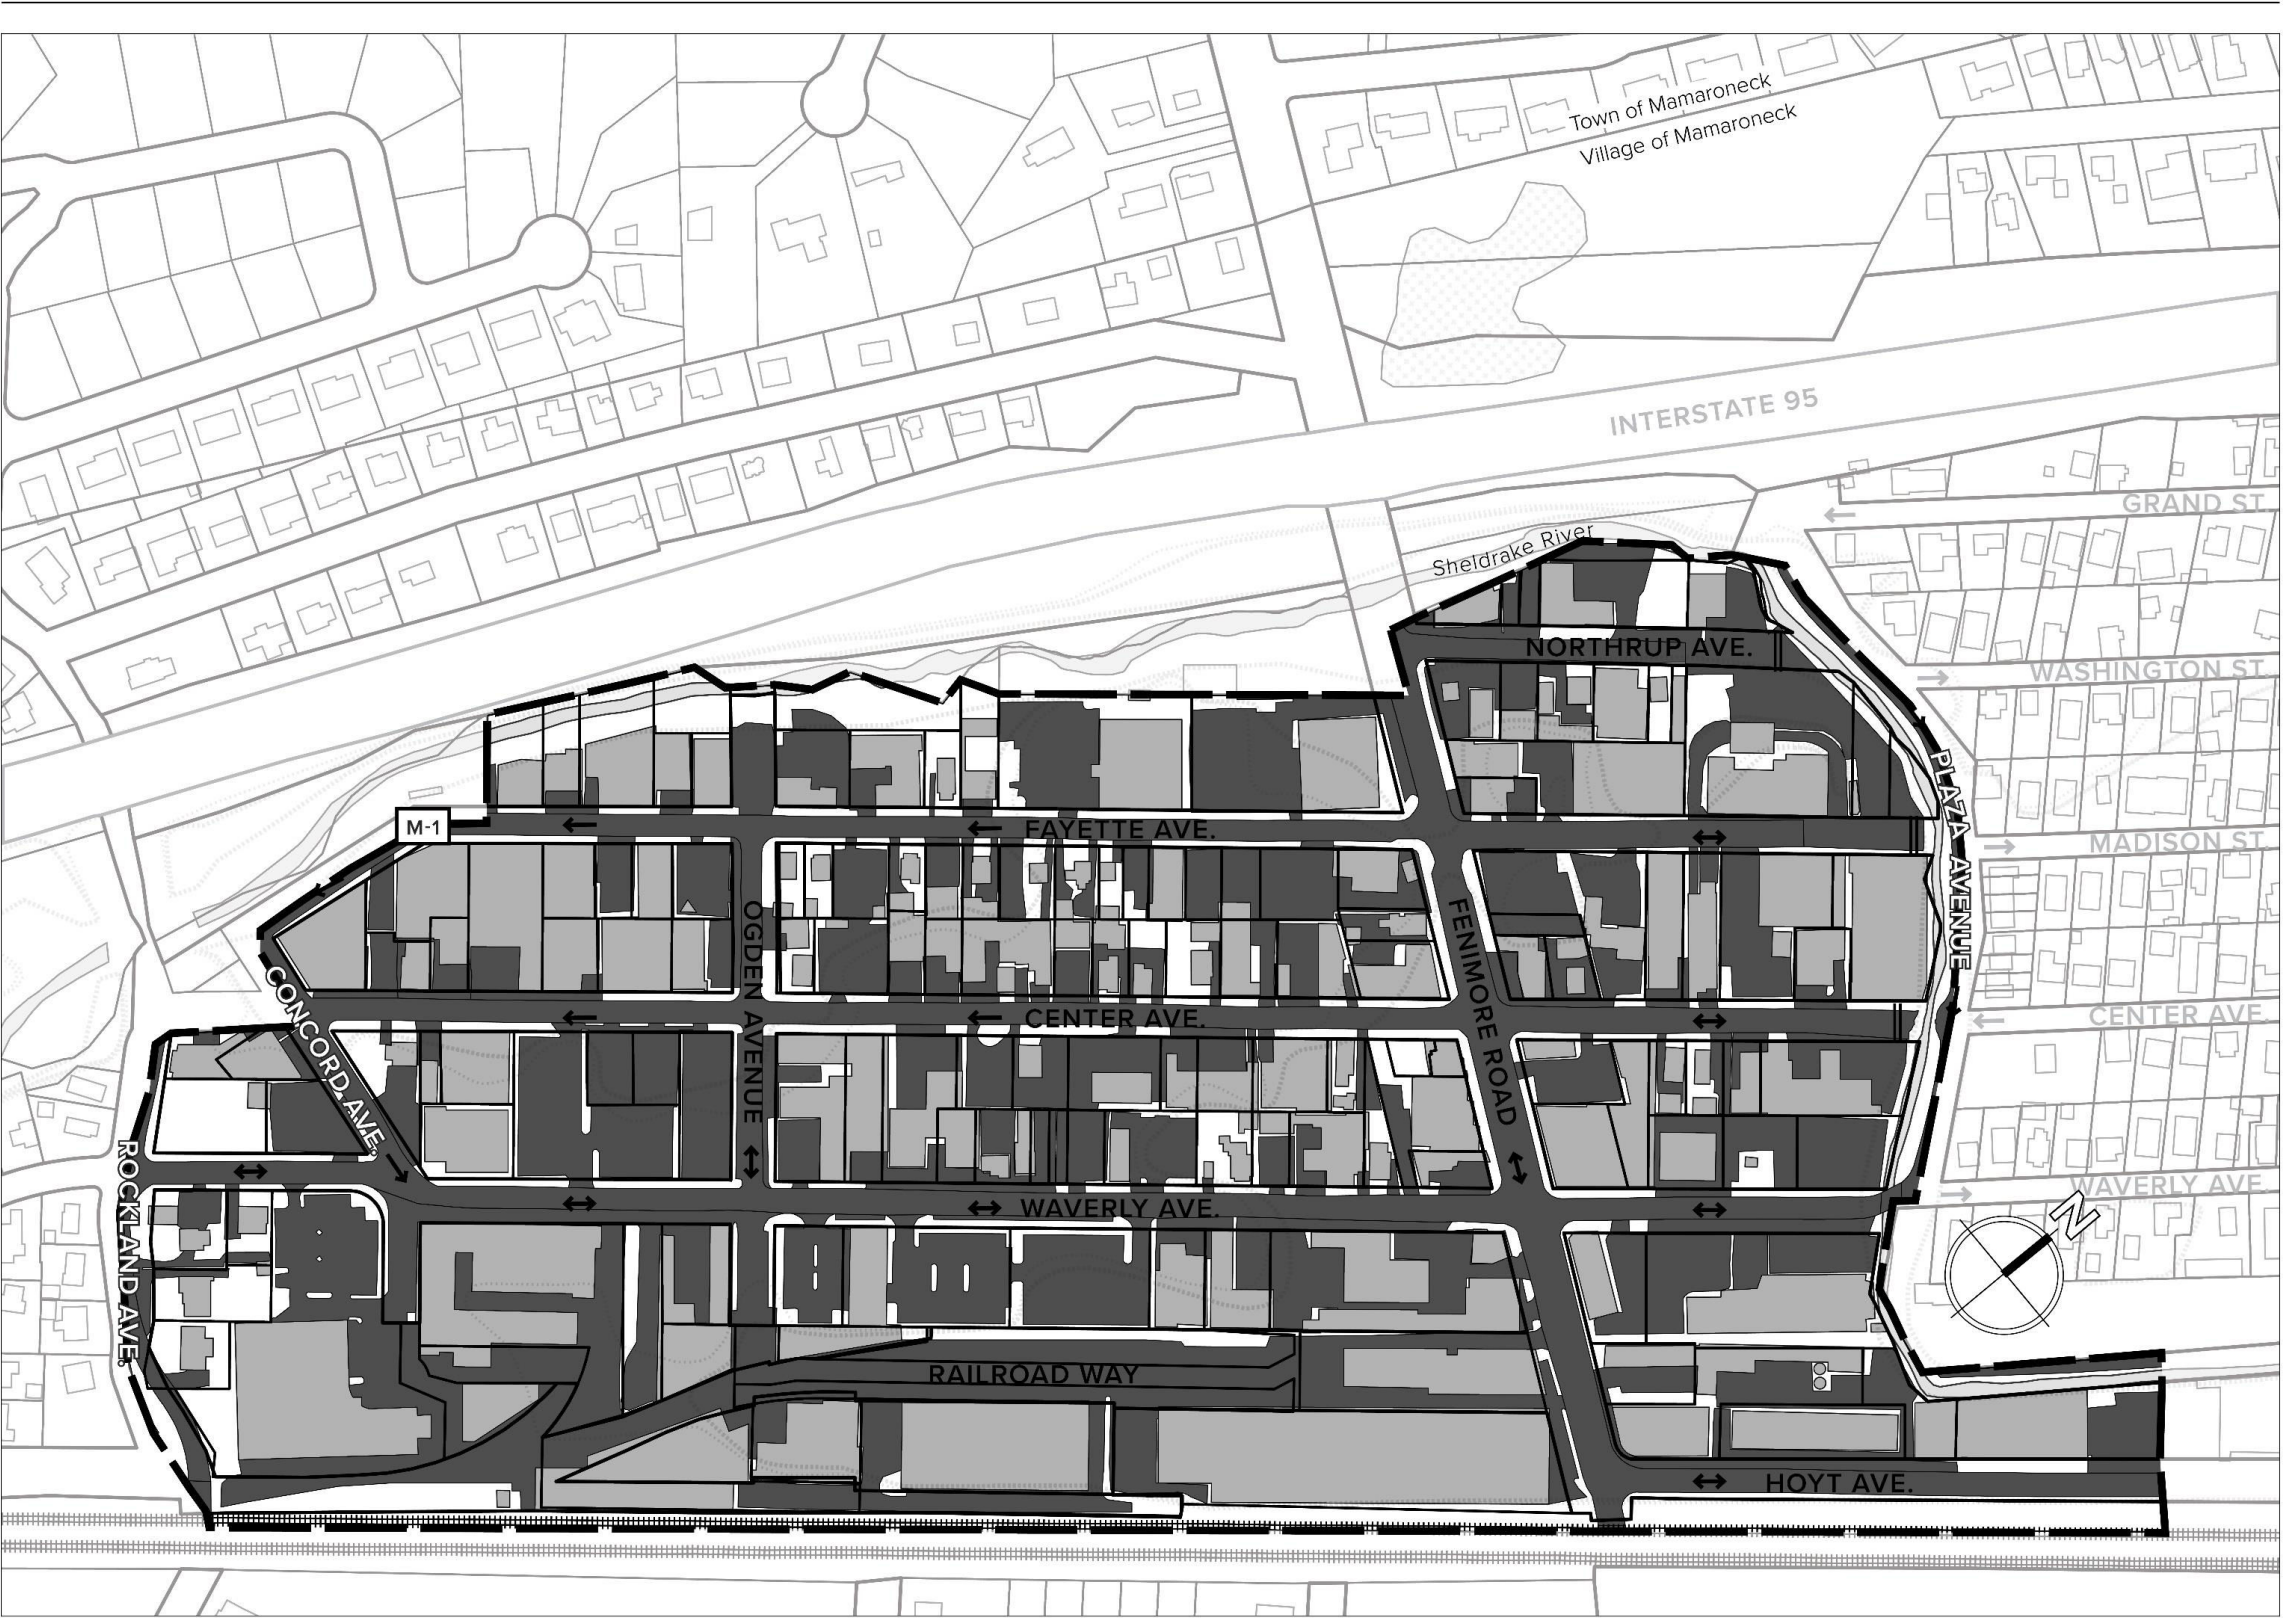 Town of Mamaroneck
Village of Mamaroneck
INTERSTATE 95
GRAND ST.
Sheldrake River
NORTHRUP AVE.
WASHINGTON ST.
PLAZA AVENUE
M-1
FAYETTE AVE.
MADISON ST.
OGDEN AVENUE
FENIMORE ROAD
CONCORD AVE.
CENTER AVE.
CENTER AVE.
ROCKLAND AVE.
WAVERLY AVE.
WAVERLY AVE.
N
RAILROAD WAY
HOYT AVE.